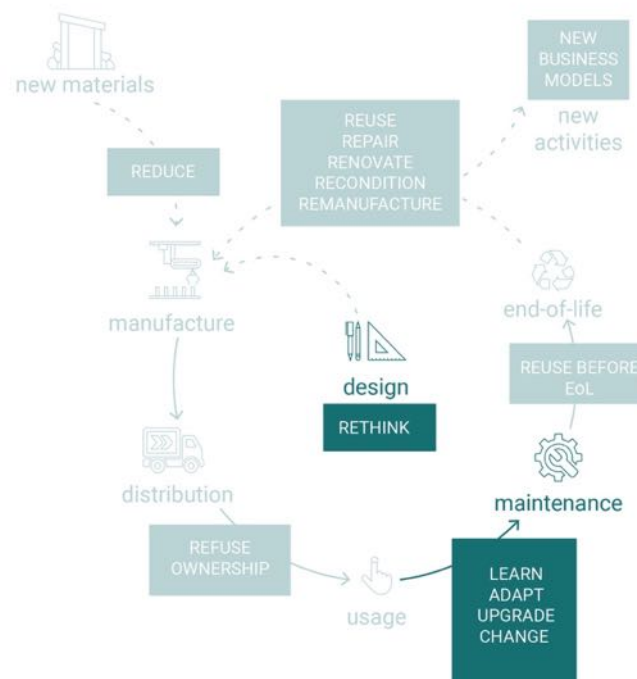 new materials
NEW
BUSINESS
MODELS
new
activities
REUSE
REPAIR
RENOVATE
RECONDITION
REMANUFACTURE
REDUCE
manufacture
end-of-life
design
RETHINK
REUSE BEFORE
EoL
distribution
maintenance
REFUSE
OWNERSHIP
usage
LEARN
ADAPT
UPGRADE
CHANGE